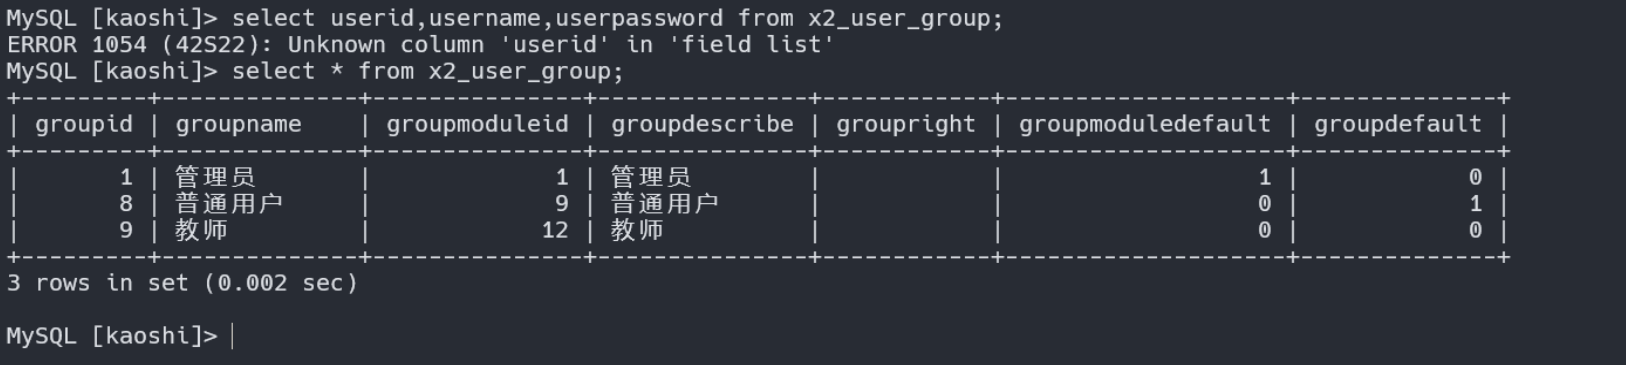 MySQL [kaoshi]> select userid,username,userpassword from x2_user_group;
ERROR 1054 (42S22): Unknown column 'userid' in 'field list'
MySQL [kaoshi]> select * from x2_user_group;
+---------+--------------+---------------+---------------+------------+--------------------+--------------+
| groupid | groupname    | groupmoduleid | groupdescribe | groupright | groupmoduledefault | groupdefault |
+---------+--------------+---------------+---------------+------------+--------------------+--------------+
|       1 | 管理员       |             1 | 管理员        |            |                  1 |            0 |
|       8 | 普通用户     |             9 | 普通用户      |            |                  0 |            1 |
|       9 | 教师         |            12 | 教师          |            |                  0 |            0 |
+---------+--------------+---------------+---------------+------------+--------------------+--------------+
3 rows in set (0.002 sec)
MySQL [kaoshi]>